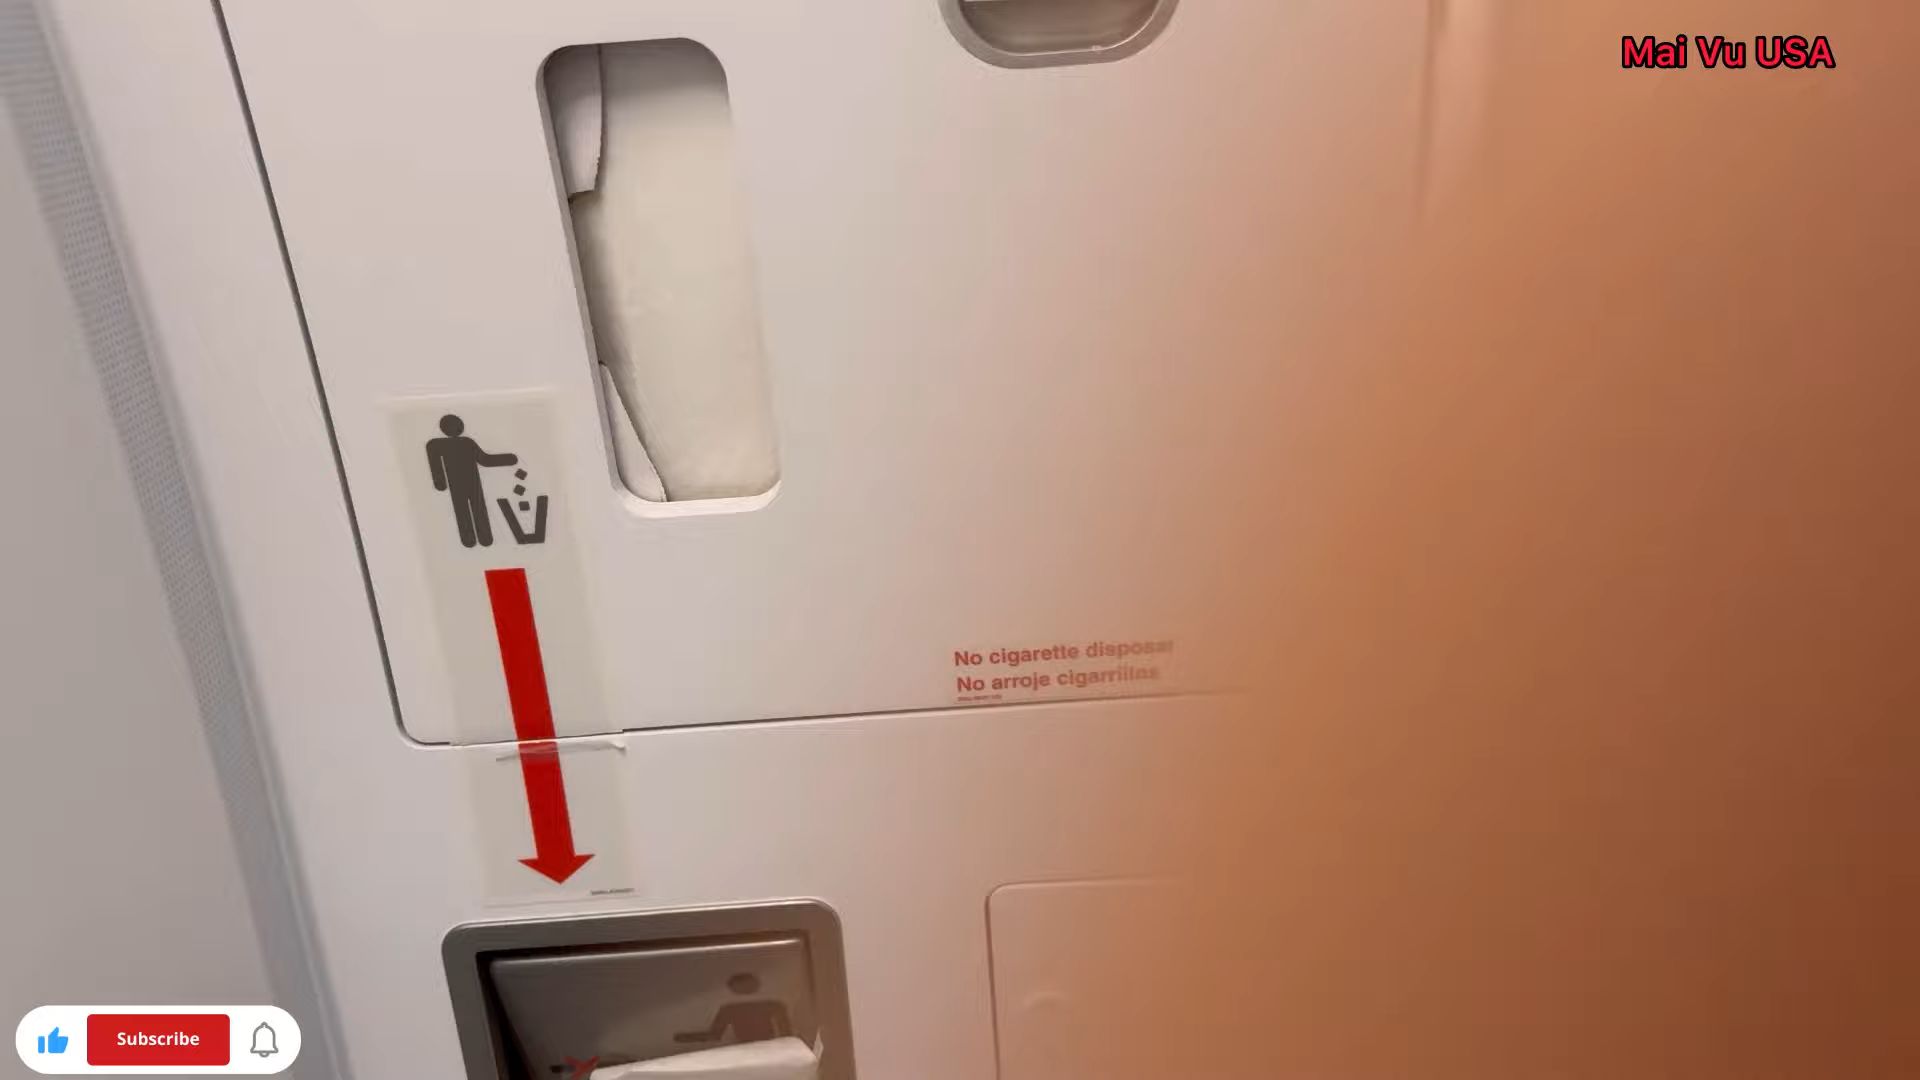 Mai Vu USA
No cigarette disposal
No arroje cigarrillos
Subscribe